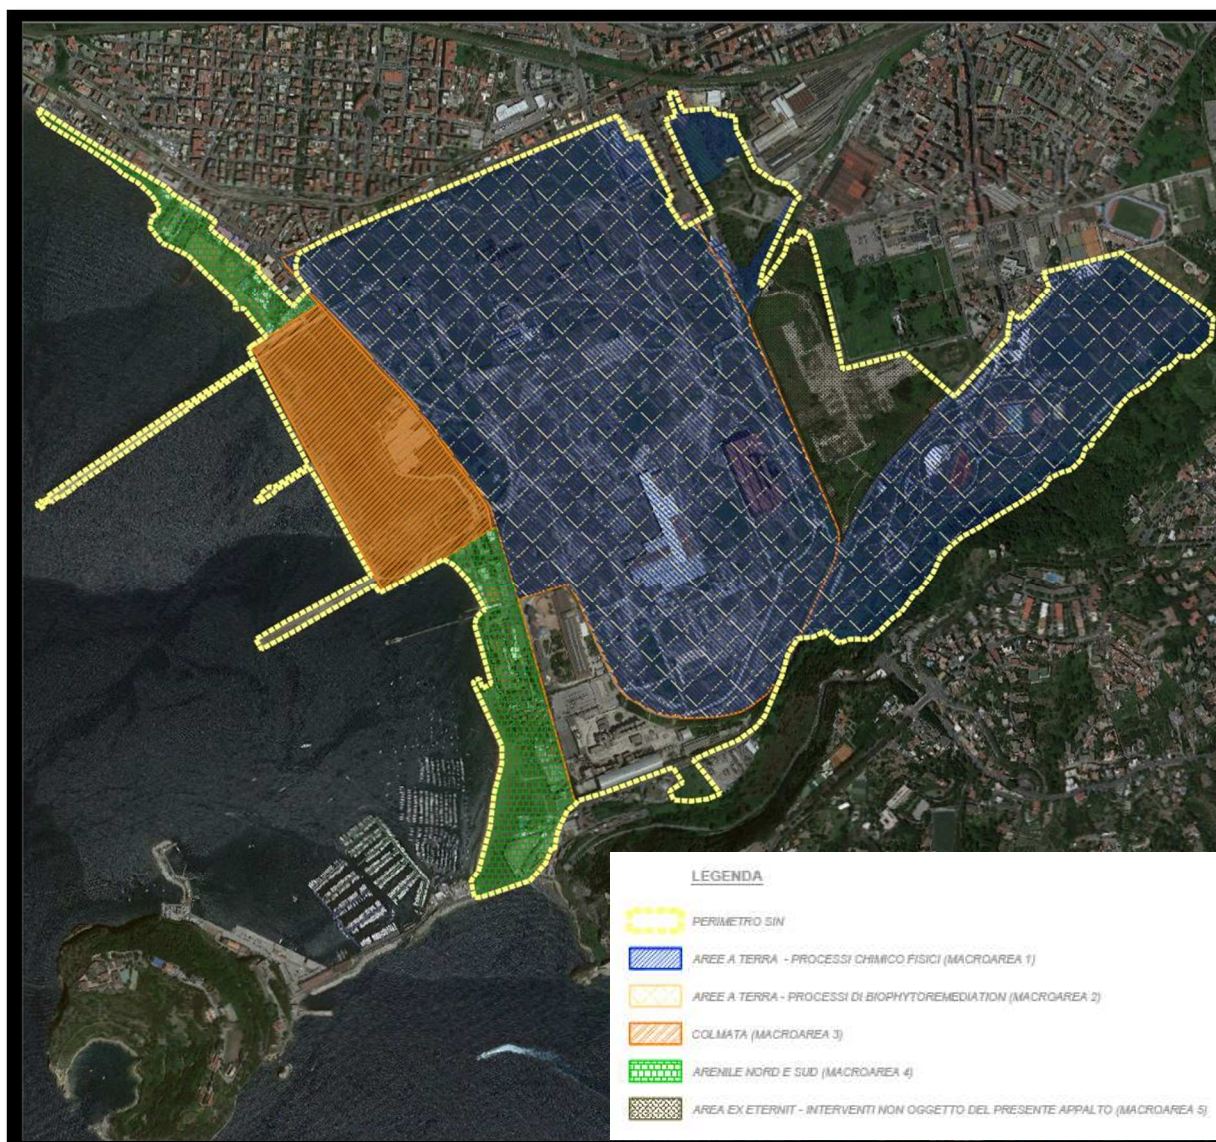 LEGENDA
PERIMETRO SIN
AREE A TERRA - PROCESSI CHIMICO FISICI (MACROAREA 1)
AREE A TERRA - PROCESSI DI BIOPHYTOREMEDIATION (MACROAREA 2)
COLMATA (MACROAREA 3)
ARENILE NORD E SUD (MACROAREA 4)
AREA EX ETERNIT - INTERVENTI NON OGGETTO DEL PRESENTE APPALTO (MACROAREA 5)